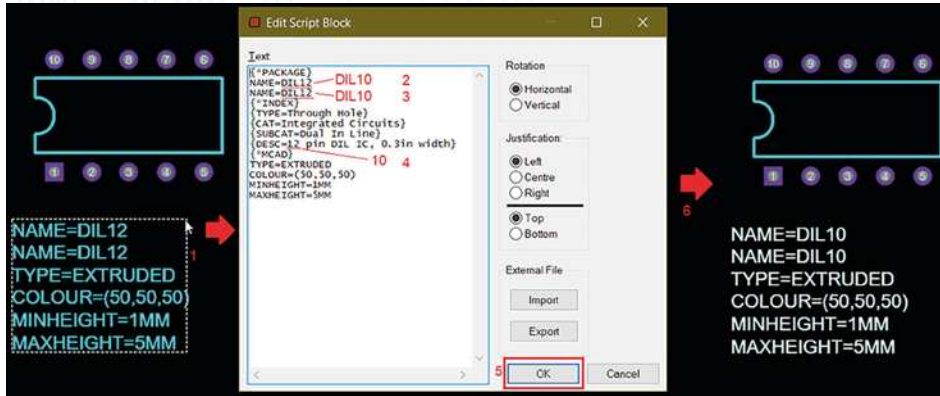 10 9 8 7 6
1 2 3 4 5
NAME=DIL12
NAME=DIL12
TYPE=EXTRUDED
COLOUR=(50,50,50)
MINHEIGHT=1MM
MAXHEIGHT=5MM
1
Edit Script Block
Text
{*PACKAGE}
NAME=DIL12 DIL10 2
NAME=DIL12 DIL10 3
{*INDEX}
{TYPE=Through Hole}
{CAT=Integrated Circuits}
{SUBCAT=Dual In Line}
{DESC=12 pin DIL IC, 0.3in width}
10 4
{*MCAD}
TYPE=EXTRUDED
COLOUR=(50,50,50)
MINHEIGHT=1MM
MAXHEIGHT=5MM
Rotation
Horizontal
Vertical
Justification:
Left
Centre
Right
Top
Bottom
External File
Import
Export
5 OK Cancel
6
10 9 8 7 6
1 2 3 4 5
NAME=DIL10
NAME=DIL10
TYPE=EXTRUDED
COLOUR=(50,50,50)
MINHEIGHT=1MM
MAXHEIGHT=5MM